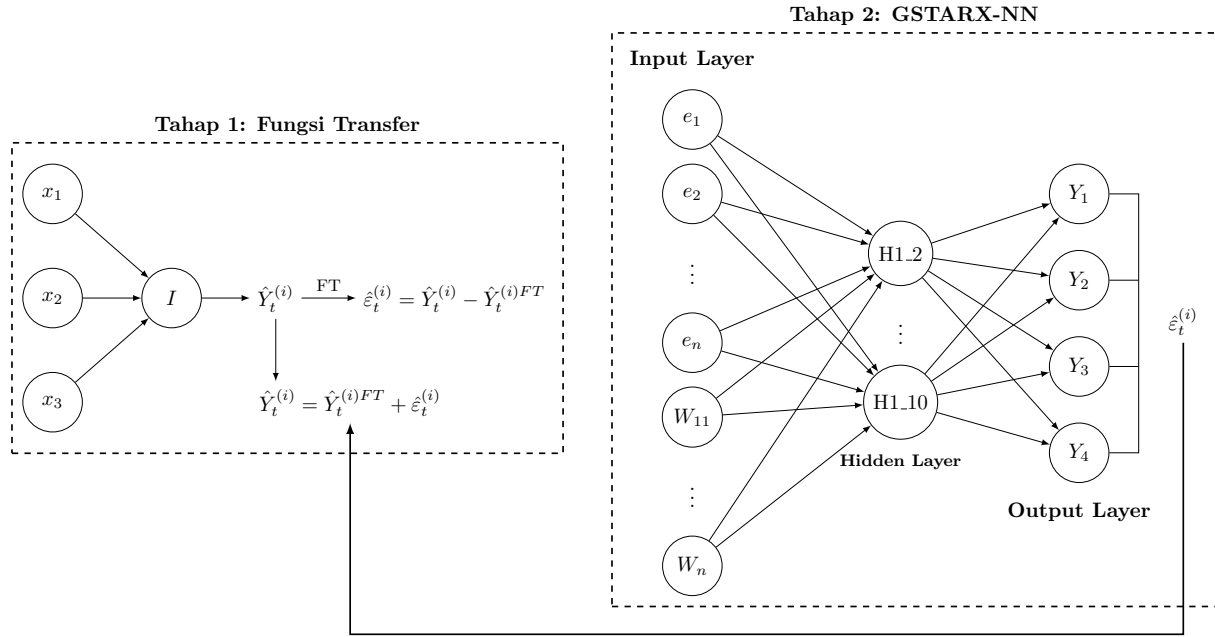 Tahap 1: Fungsi Transfer
x₁
x₂
x₃
I
Ŷₜ⁽ⁱ⁾
FT
ε̂ₜ⁽ⁱ⁾ = Ŷₜ⁽ⁱ⁾ − Ŷₜ⁽ⁱ⁾ᶠᵀ
Ŷₜ⁽ⁱ⁾ = Ŷₜ⁽ⁱ⁾ᶠᵀ + ε̂ₜ⁽ⁱ⁾
Tahap 2: GSTARX-NN
Input Layer
e₁
e₂
⋮
eₙ
W₁₁
⋮
Wₙ
H1_2
⋮
H1_10
Hidden Layer
Y₁
Y₂
Y₃
Y₄
Output Layer
ε̂ₜ⁽ⁱ⁾